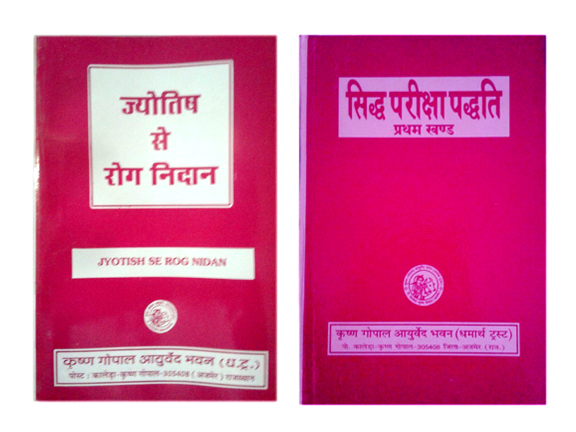 ज्योतिष
से
रोग निदान
JYOTISH SE ROG NIDAN
कृष्ण गोपाल आयुर्वेद भवन (ध.ट्र.)
पोस्ट : कालेड़ा-कृष्ण गोपाल-305408 (अजमेर) राजस्थान
सिद्ध परीक्षा पद्धति
प्रथम खण्ड
कृष्ण गोपाल आयुर्वेद भवन (धमार्थ ट्रस्ट)
पो. कालेड़ा-कृष्ण गोपाल-305408 जिला-अजमेर (राज.)